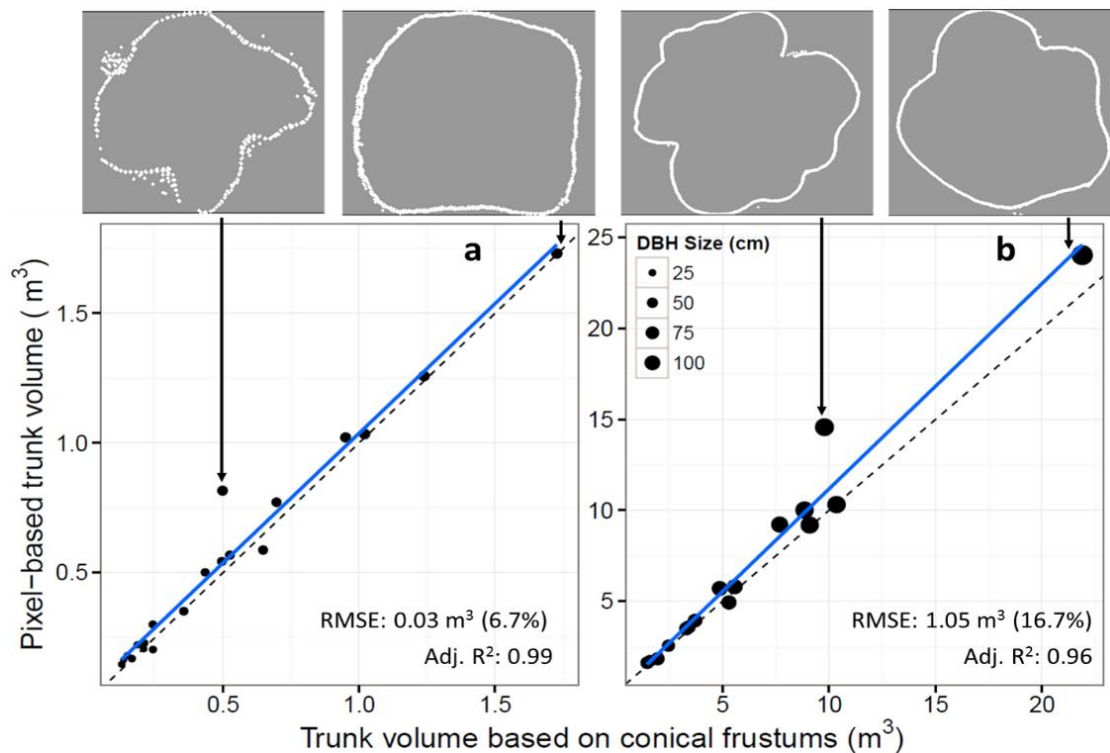 a
b
DBH Size (cm)
25
50
75
100
Pixel−based trunk volume ( m³)
1.5
1.0
0.5
25
20
15
10
5
RMSE: 0.03 m³ (6.7%)
Adj. R²: 0.99
RMSE: 1.05 m³ (16.7%)
Adj. R²: 0.96
0.5
1.0
1.5
5
10
15
20
Trunk volume based on conical frustums (m³)